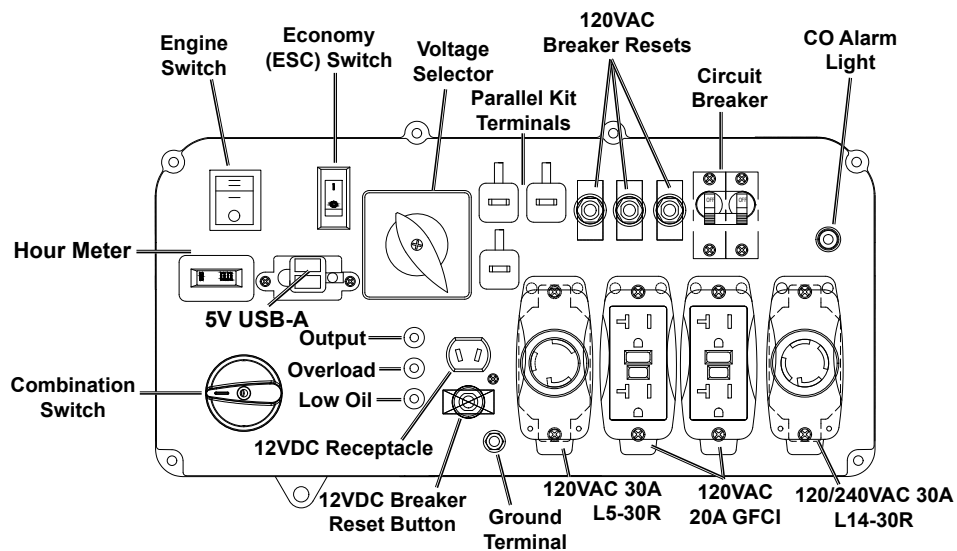 Engine
Switch
Economy
(ESC) Switch
Voltage
Selector
Parallel Kit
Terminals
120VAC
Breaker Resets
Circuit
Breaker
CO Alarm
Light
OFF
OFF
Hour Meter
5V USB-A
Output
Overload
Low Oil
Combination
Switch
12VDC Receptacle
12VDC Breaker
Reset Button
Ground
Terminal
120VAC 30A
L5-30R
120VAC
20A GFCI
120/240VAC 30A
L14-30R